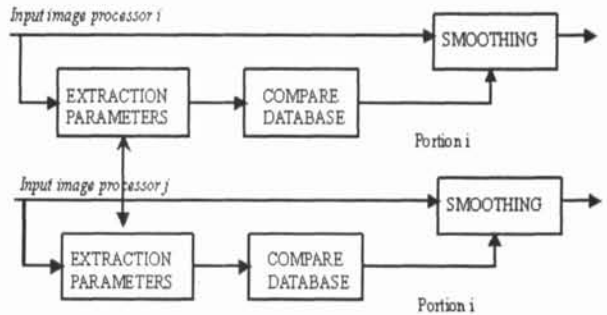 Input image processor i
SMOOTHING
EXTRACTION
PARAMETERS
COMPARE
DATABASE
Portion i
Input image processor j
SMOOTHING
EXTRACTION
PARAMETERS
COMPARE
DATABASE
Portion i